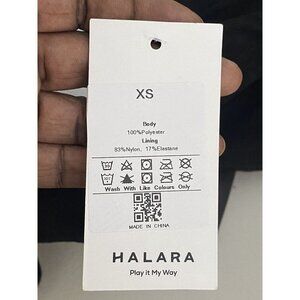 XS
Body
100%Polyester
Lining
83%Nylon, 17%Elastane
Wash With Like Colours Only
MADE IN CHINA
HALARA
Play it My Way